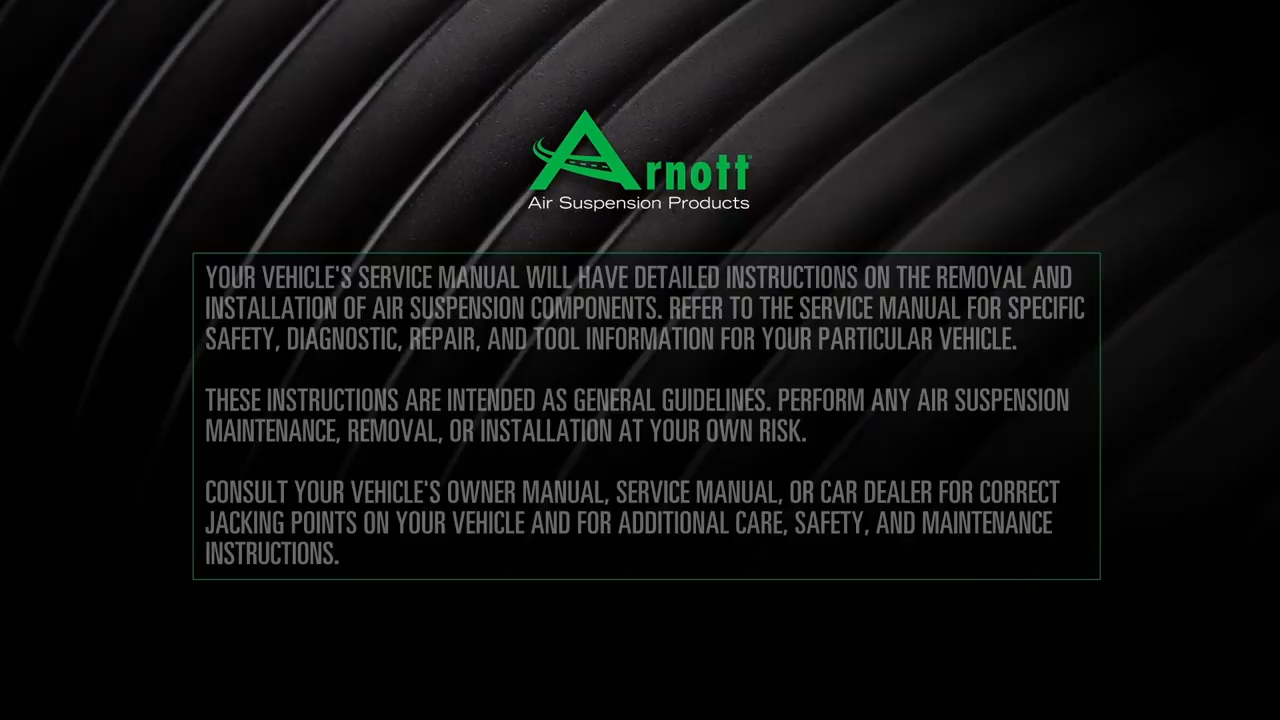 Arnott®
Air Suspension Products
YOUR VEHICLE'S SERVICE MANUAL WILL HAVE DETAILED INSTRUCTIONS ON THE REMOVAL AND
INSTALLATION OF AIR SUSPENSION COMPONENTS. REFER TO THE SERVICE MANUAL FOR SPECIFIC
SAFETY, DIAGNOSTIC, REPAIR, AND TOOL INFORMATION FOR YOUR PARTICULAR VEHICLE.
THESE INSTRUCTIONS ARE INTENDED AS GENERAL GUIDELINES. PERFORM ANY AIR SUSPENSION
MAINTENANCE, REMOVAL, OR INSTALLATION AT YOUR OWN RISK.
CONSULT YOUR VEHICLE'S OWNER MANUAL, SERVICE MANUAL, OR CAR DEALER FOR CORRECT
JACKING POINTS ON YOUR VEHICLE AND FOR ADDITIONAL CARE, SAFETY, AND MAINTENANCE
INSTRUCTIONS.